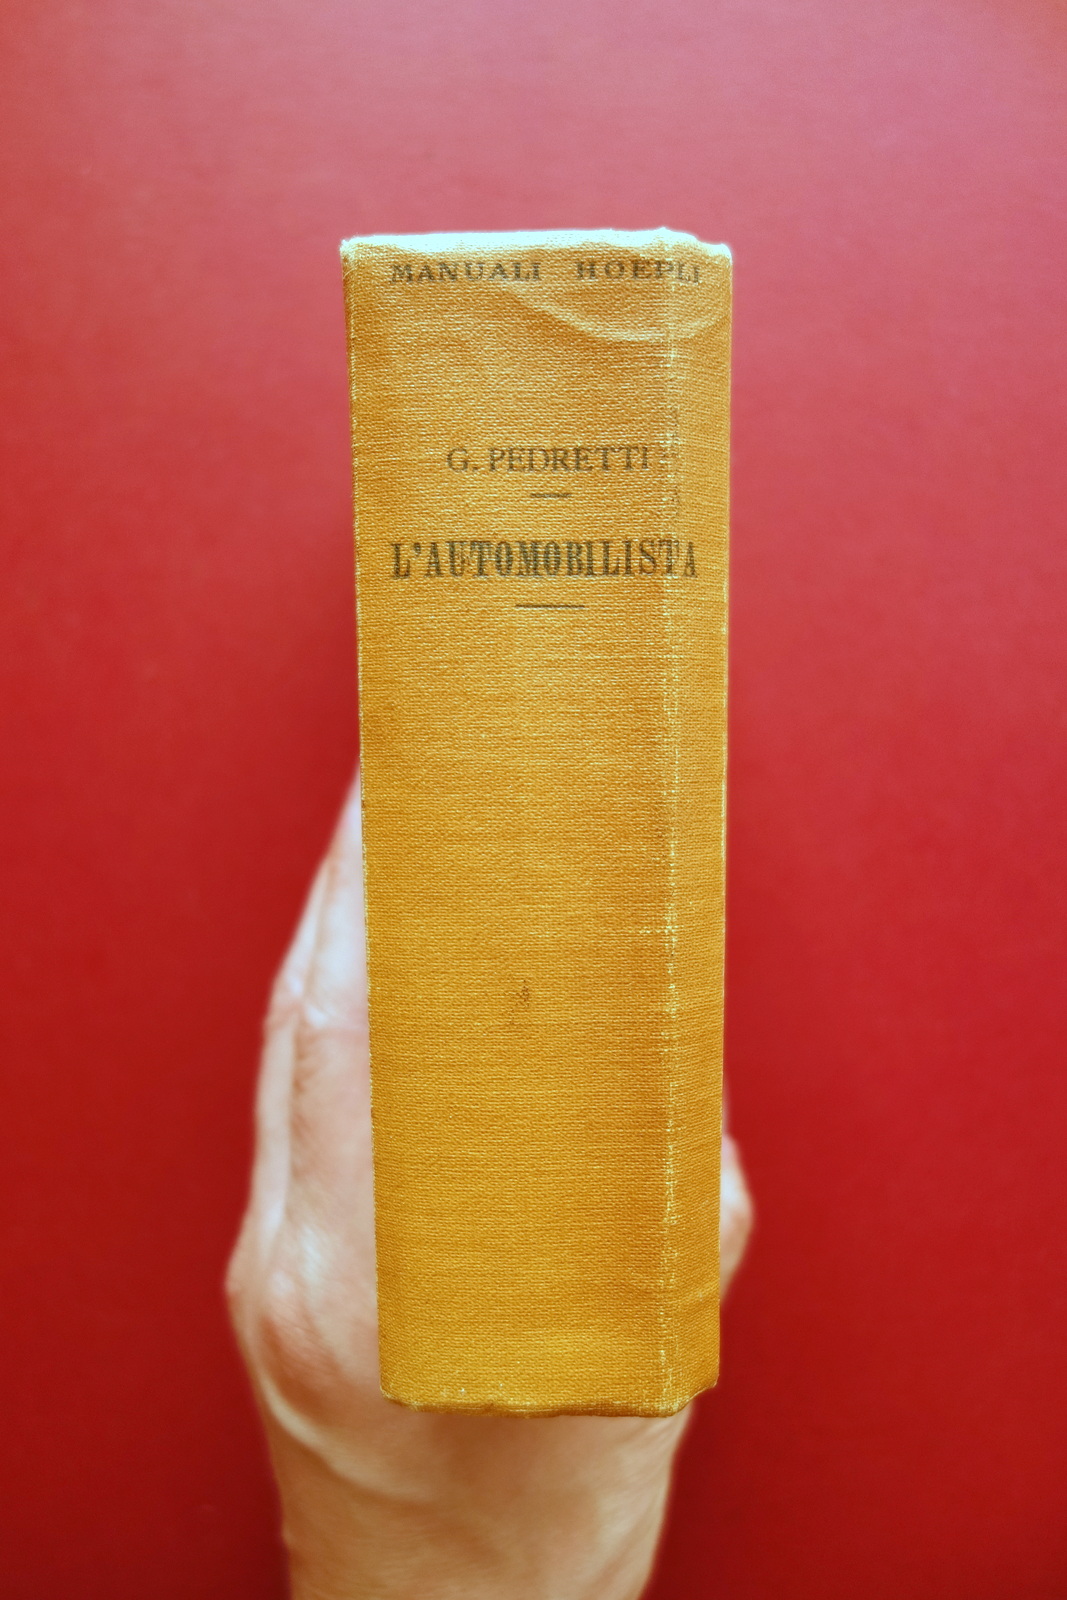 MANUALI HOEPLI
G. PEDRETTI
L'AUTOMOBILISTA